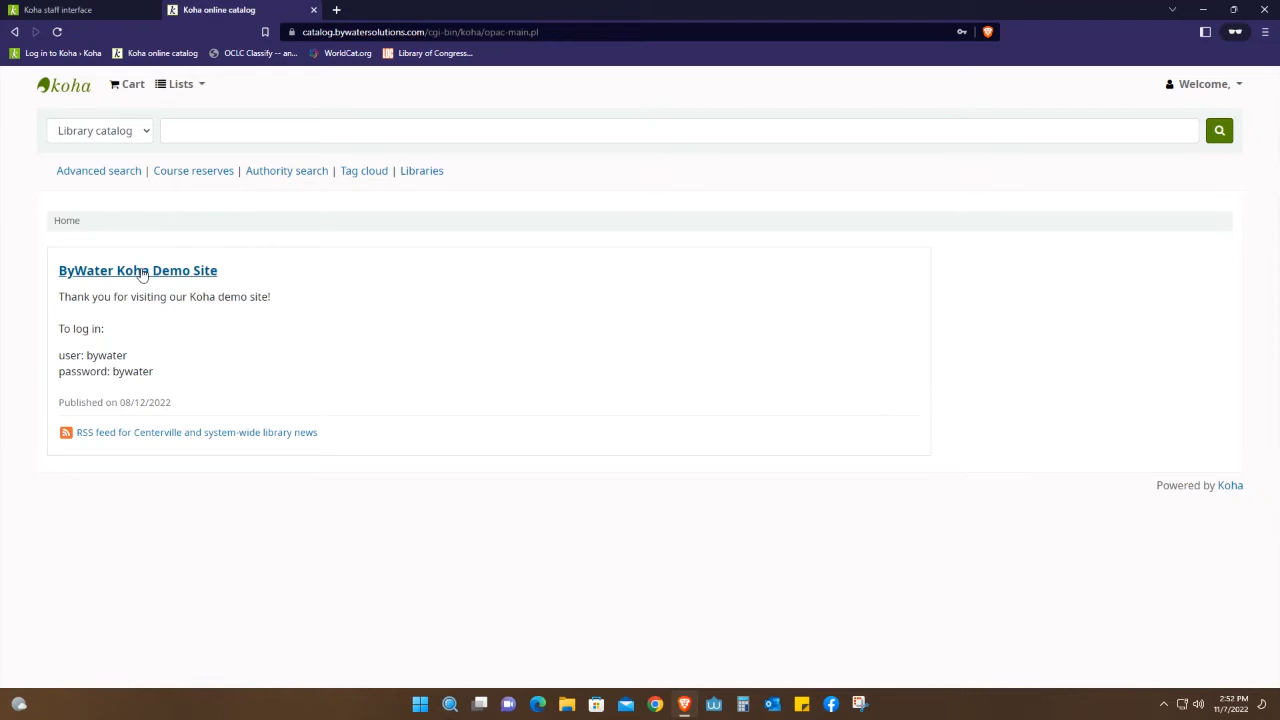 Koha staff interface
Koha online catalog
catalog.bywatersolutions.com/cgi-bin/koha/opac-main.pl
Log in to Koha › Koha
Koha online catalog
OCLC Classify -- an...
WorldCat.org
Library of Congress...
koha
Cart
Lists
Welcome,
Library catalog
Advanced search | Course reserves | Authority search | Tag cloud | Libraries
Home
ByWater Koha Demo Site
Thank you for visiting our Koha demo site!
To log in:
user: bywater
password: bywater
Published on 08/12/2022
RSS feed for Centerville and system-wide library news
Powered by Koha
2:52 PM
11/7/2022